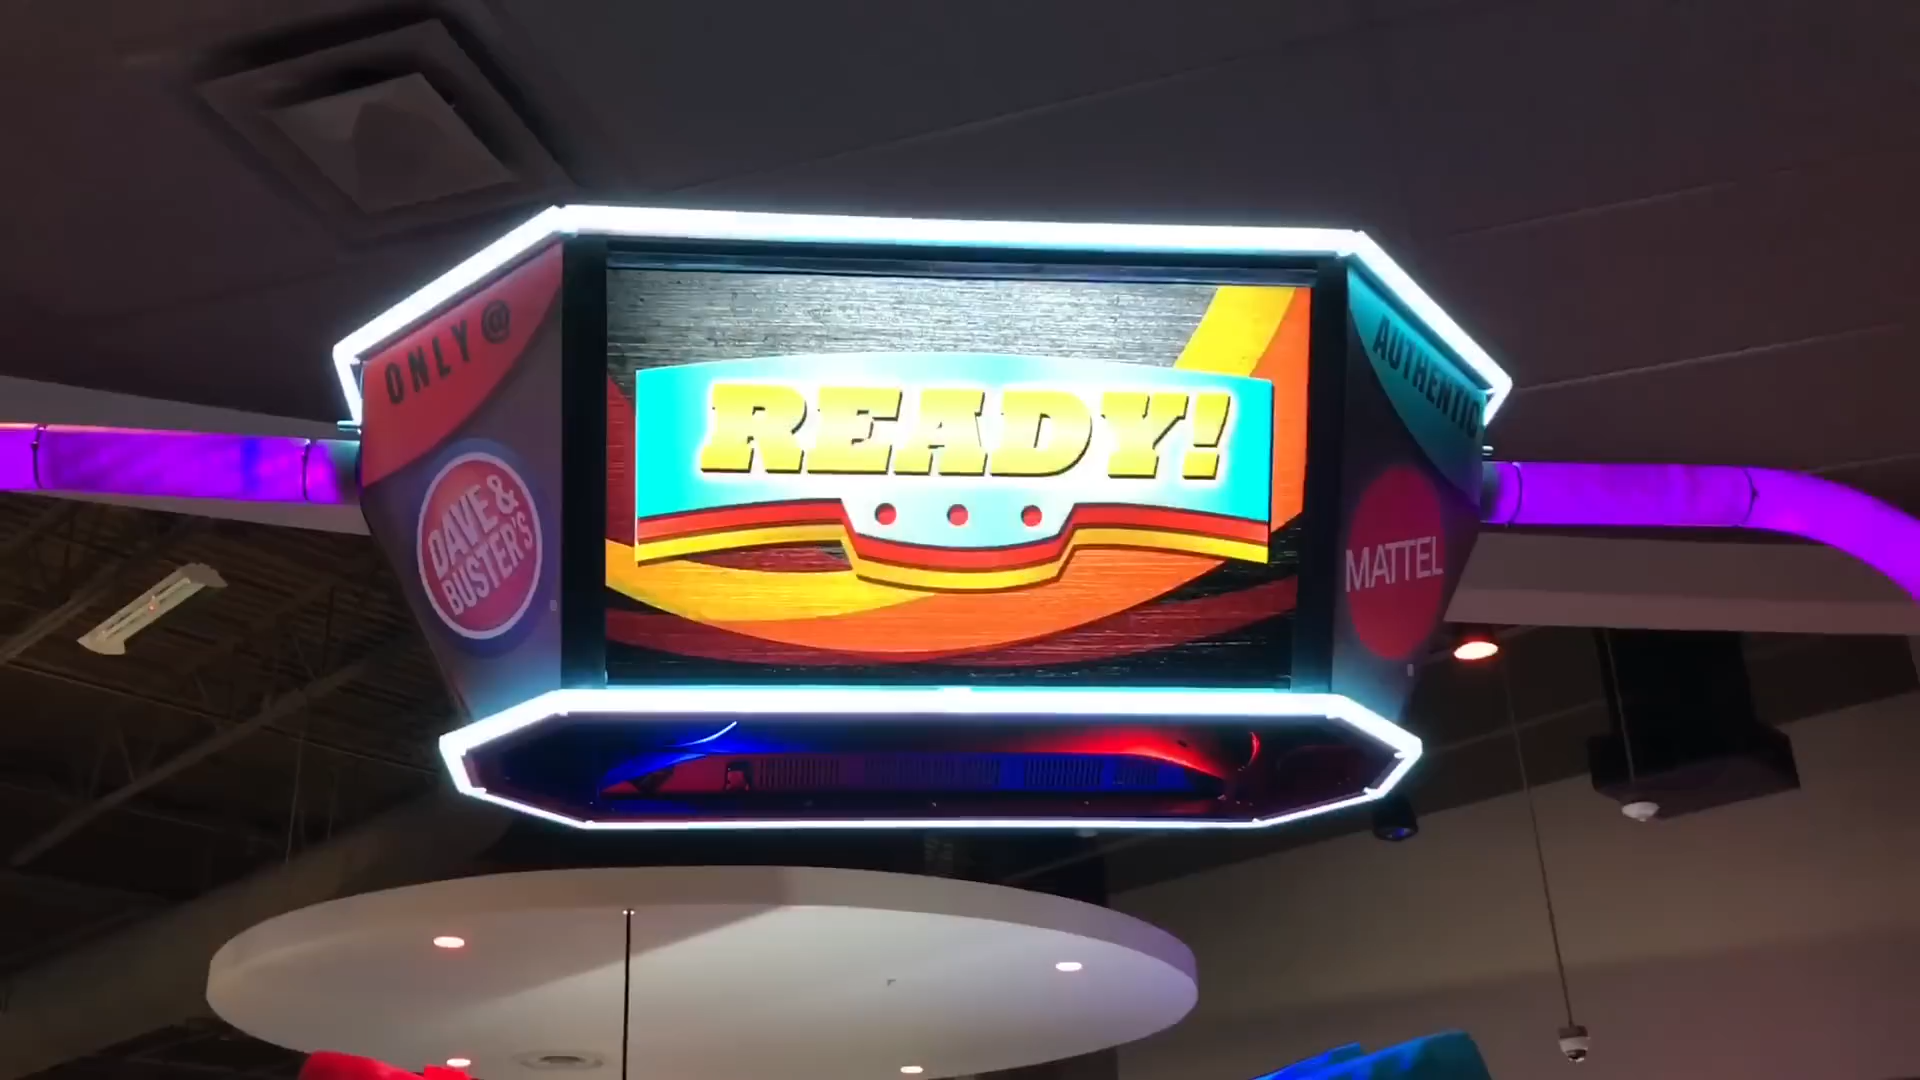 ONLY @
DAVE &
BUSTER'S
READY!
AUTHENTIC
MATTEL